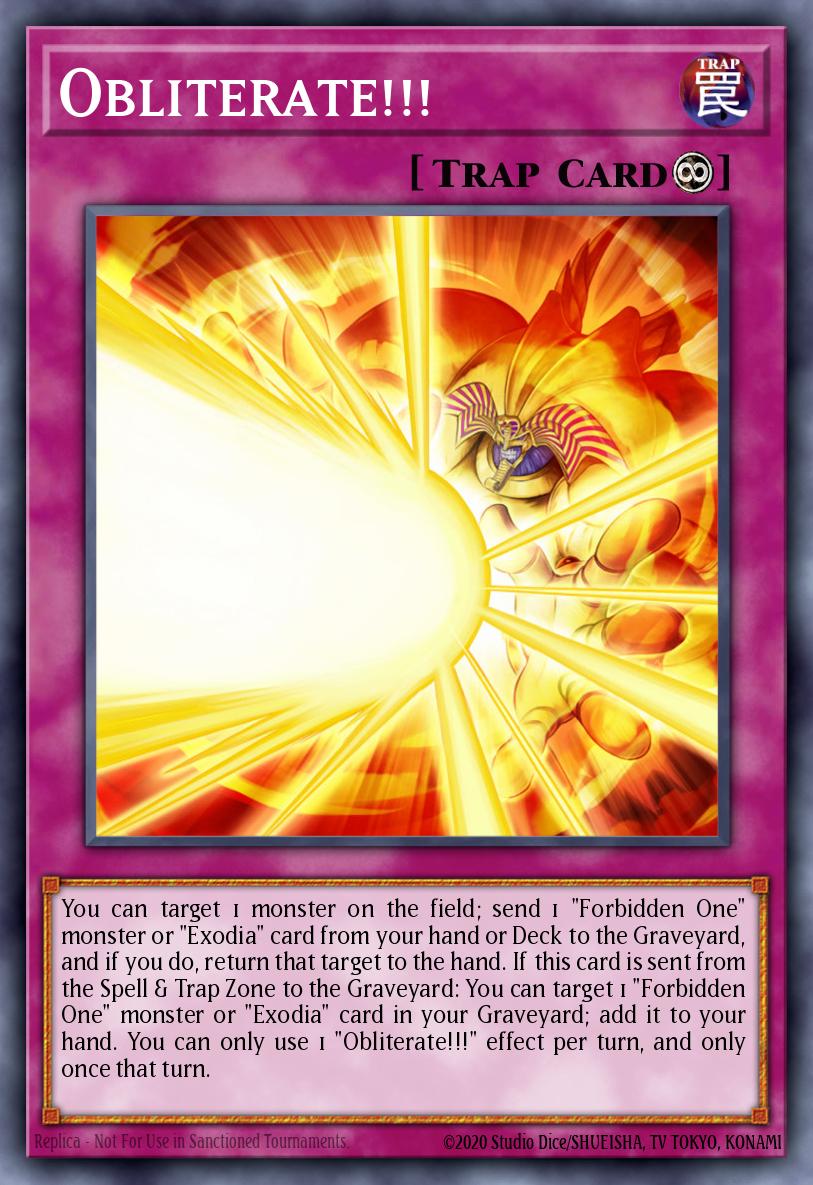 OBLITERATE!!!
TRAP
罠
[TRAP CARD♾]
You can target 1 monster on the field; send 1 "Forbidden One"
monster or "Exodia" card from your hand or Deck to the Graveyard,
and if you do, return that target to the hand. If this card is sent from
the Spell & Trap Zone to the Graveyard: You can target 1 "Forbidden
One" monster or "Exodia" card in your Graveyard; add it to your
hand. You can only use 1 "Obliterate!!!" effect per turn, and only
once that turn.
Replica - Not For Use in Sanctioned Tournaments.
©2020 Studio Dice/SHUEISHA, TV TOKYO, KONAMI